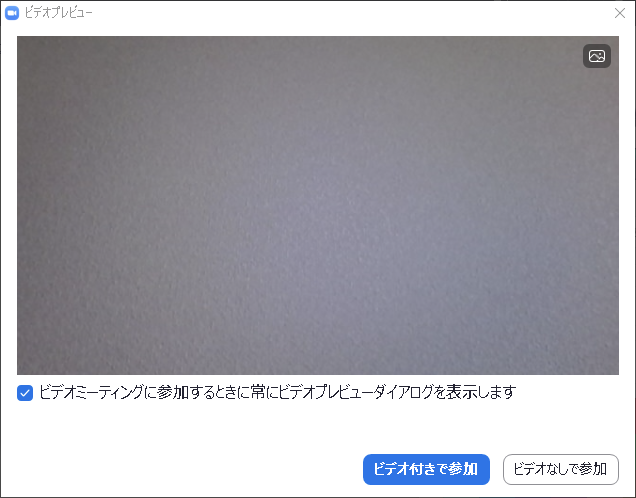 ビデオプレビュー
ビデオミーティングに参加するときに常にビデオプレビューダイアログを表示します
ビデオ付きで参加
ビデオなしで参加